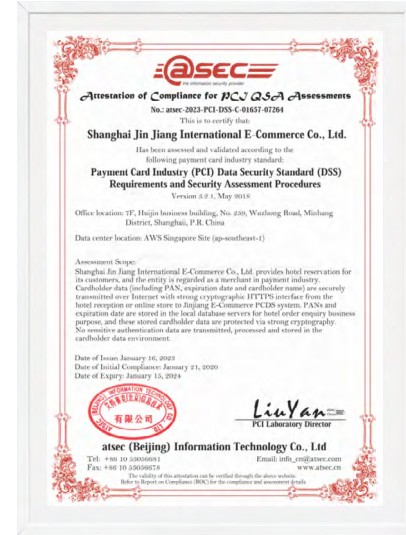 @sec
the information security provider
Attestation of Compliance for PCI QSA Assessments
No.: atsec-2023-PCI-DSS-C-01657-07264
This is to certify that:
Shanghai Jin Jiang International E-Commerce Co., Ltd.
Has been assessed and validated according to the
following payment card industry standard:
Payment Card Industry (PCI) Data Security Standard (DSS)
Requirements and Security Assessment Procedures
Version 3.2.1, May 2018
Office location: 7F, Huijin business building, No. 259, Wuzhong Road, Minhang
District, Shanghai, P.R. China
Data center location: AWS Singapore Site (ap-southeast-1)
Assessment Scope:
Shanghai Jin Jiang International E-Commerce Co., Ltd. provides hotel reservation for
its customers, and the entity is regarded as a merchant in payment industry.
Cardholder data (including PAN, expiration date and cardholder name) are securely
transmitted over Internet with strong cryptographic HTTPS interface from the
hotel reception or online store to Jinjiang E-Commerce PCDS system. PANs and
expiration date are stored in the local database servers for hotel order enquiry business
purpose, and these stored cardholder data are protected via strong cryptography.
No sensitive authentication data are transmitted, processed and stored in the
cardholder data environment.
Date of Issue: January 16, 2023
Date of Initial Compliance: January 21, 2020
Date of Expiry: January 15, 2024
有限公司
LiuYan
PCI Laboratory Director
atsec (Beijing) Information Technology Co., Ltd
Tel: +86 10 53056681
Email: info_cn@atsec.com
Fax: +86 10 53056678
www.atsec.cn
The validity of this attestation can be verified through the above website.
Refer to Report on Compliance (ROC) for the compliance and assessment details